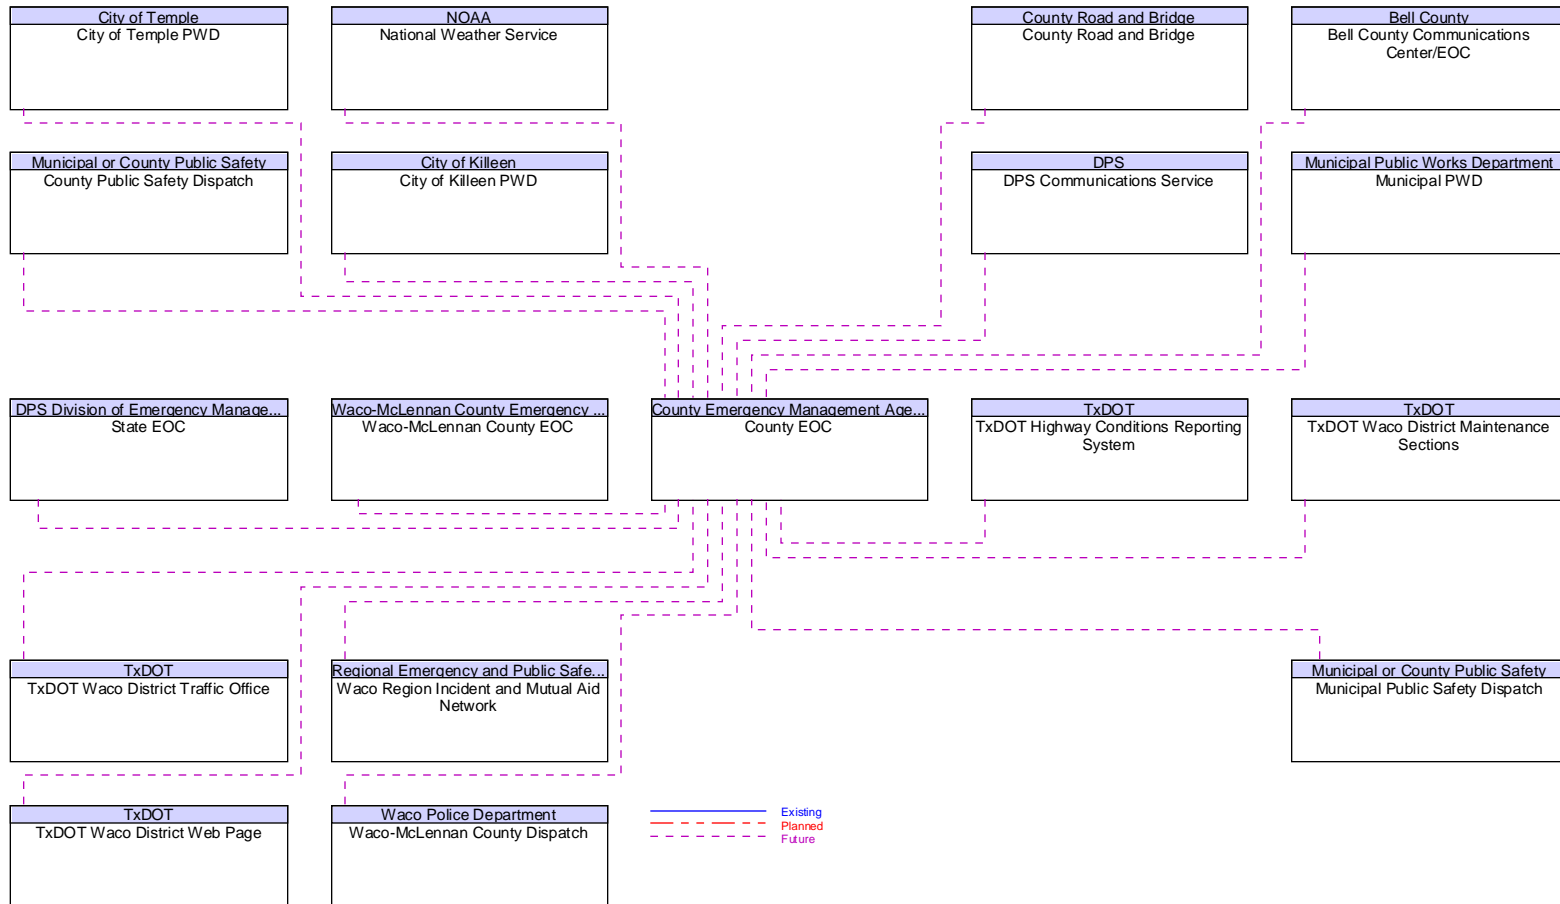 City of Temple
City of Temple PWD
NOAA
National Weather Service
County Road and Bridge
County Road and Bridge
Bell County
Bell County Communications
Center/EOC
Municipal or County Public Safety
County Public Safety Dispatch
City of Killeen
City of Killeen PWD
DPS
DPS Communications Service
Municipal Public Works Department
Municipal PWD
DPS Division of Emergency Manage...
State EOC
Waco-McLennan County Emergency ...
Waco-McLennan County EOC
County Emergency Management Age...
County EOC
TxDOT
TxDOT Highway Conditions Reporting
System
TxDOT
TxDOT Waco District Maintenance
Sections
TxDOT
TxDOT Waco District Traffic Office
Regional Emergency and Public Safe...
Waco Region Incident and Mutual Aid
Network
Municipal or County Public Safety
Municipal Public Safety Dispatch
TxDOT
TxDOT Waco District Web Page
Waco Police Department
Waco-McLennan County Dispatch
Existing
Planned
Future